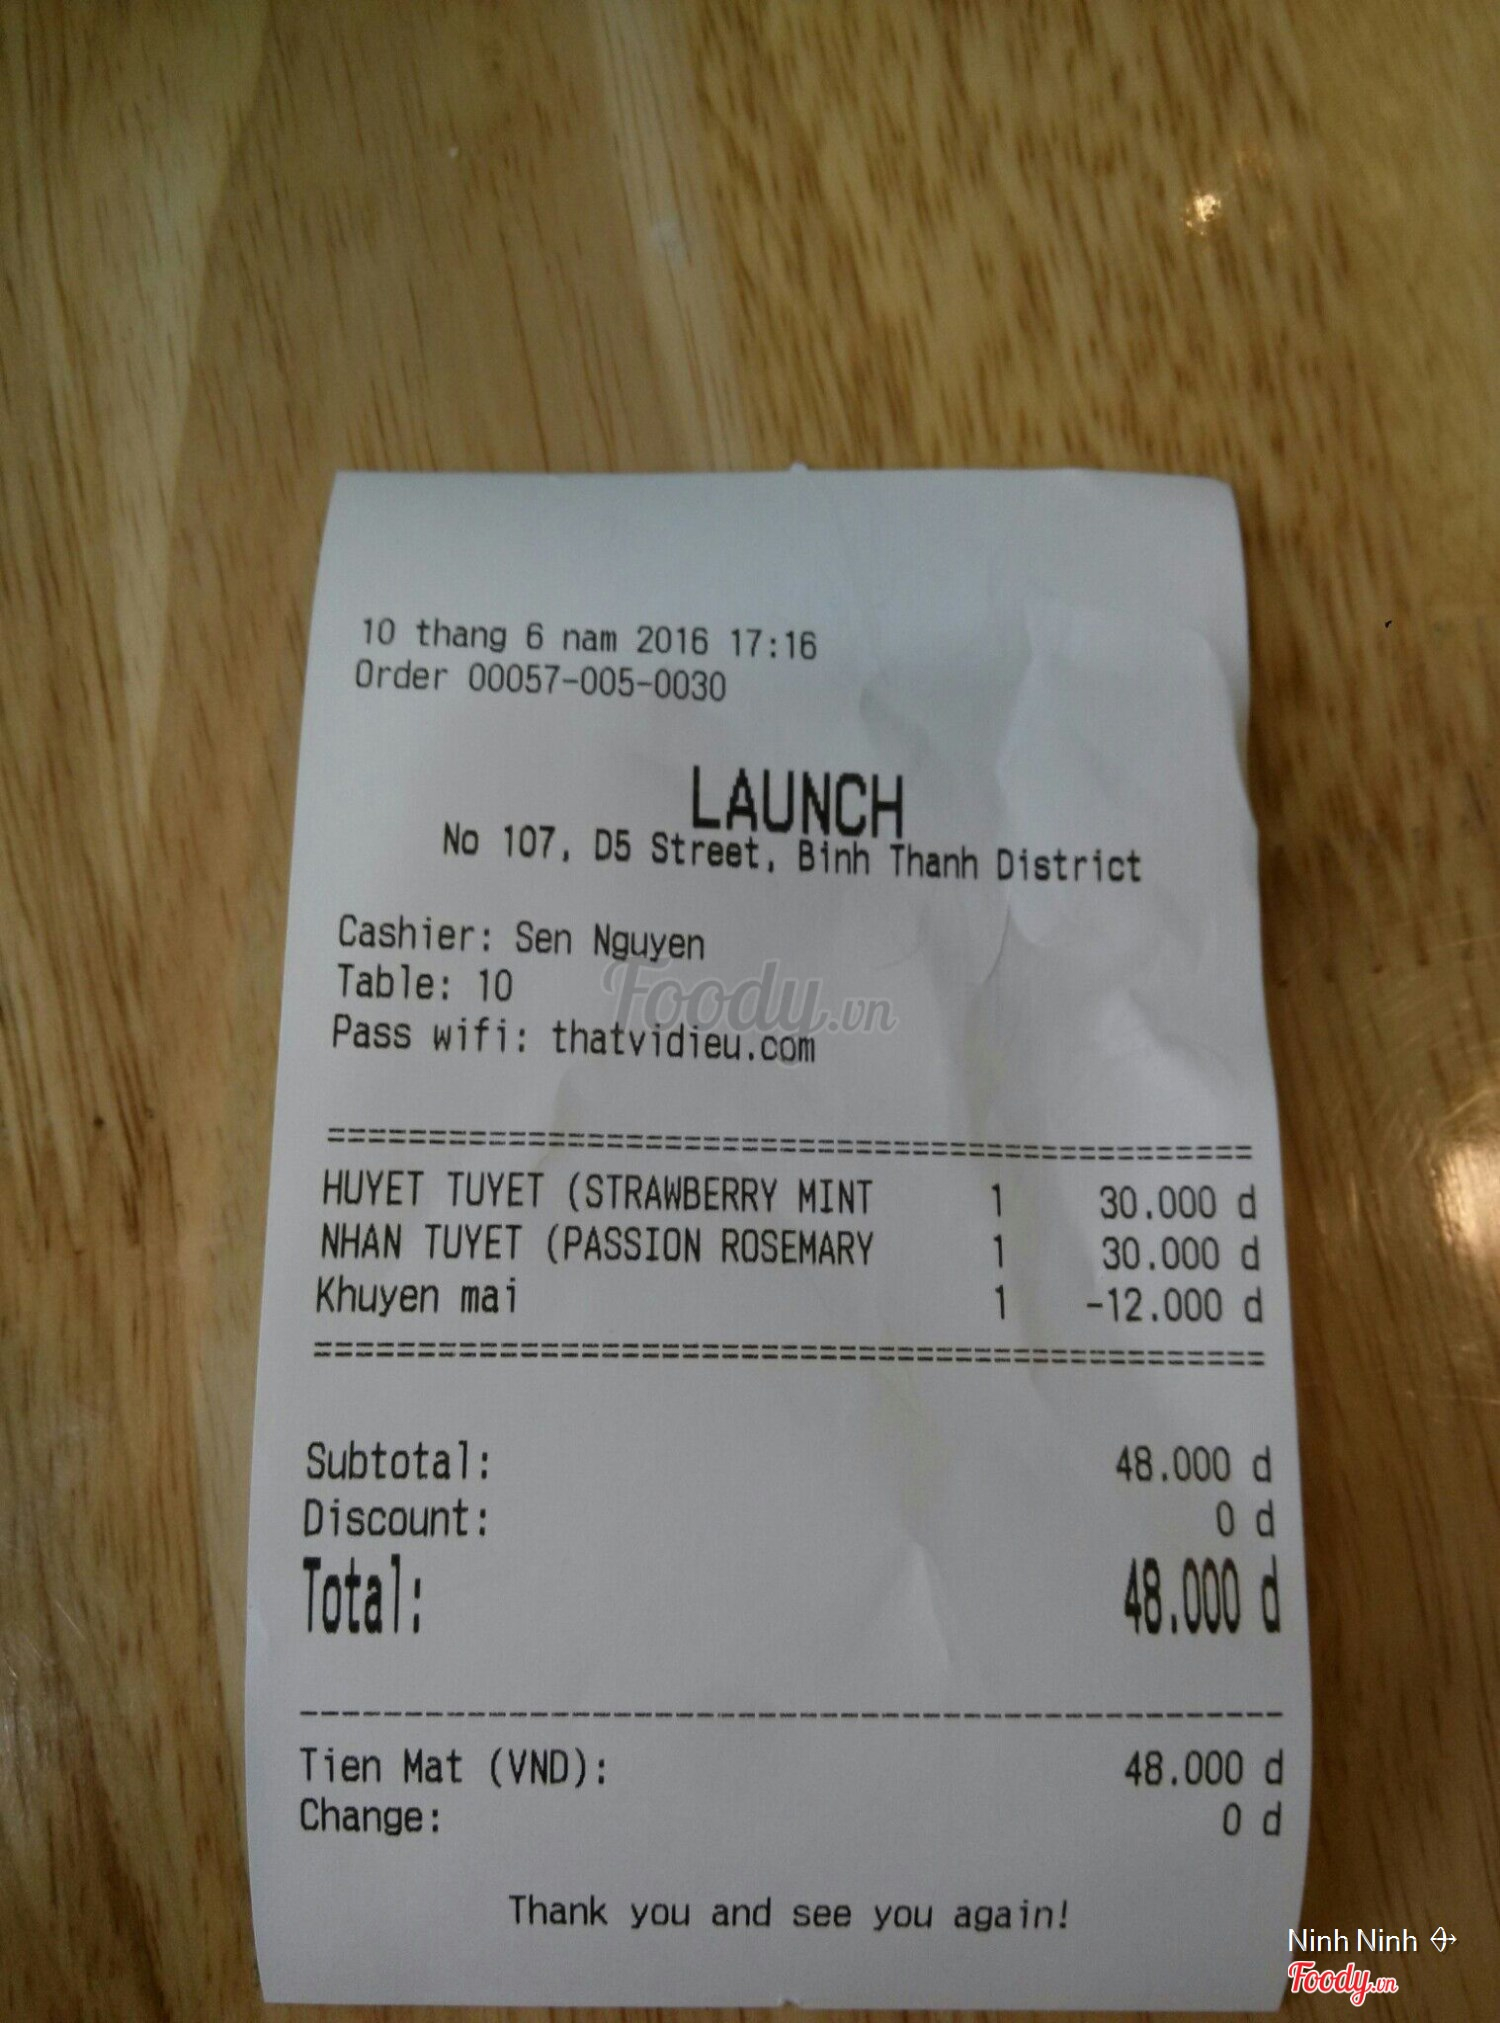 10 thang 6 nam 2016 17:16
Order 00057-005-0030
LAUNCH
No 107, D5 Street, Binh Thanh District
Cashier: Sen Nguyen
Table: 10
Pass wifi: thatvidieu.com
Foody.vn
================================================
HUYET TUYET (STRAWBERRY MINT 1 30.000 d
NHAN TUYET (PASSION ROSEMARY 1 30.000 d
Khuyen mai 1 -12.000 d
================================================
Subtotal: 48.000 d
Discount: 0 d
Total: 48.000 d
------------------------------------------------
Tien Mat (VND): 48.000 d
Change: 0 d
Thank you and see you again!
Ninh Ninh
Foody.vn